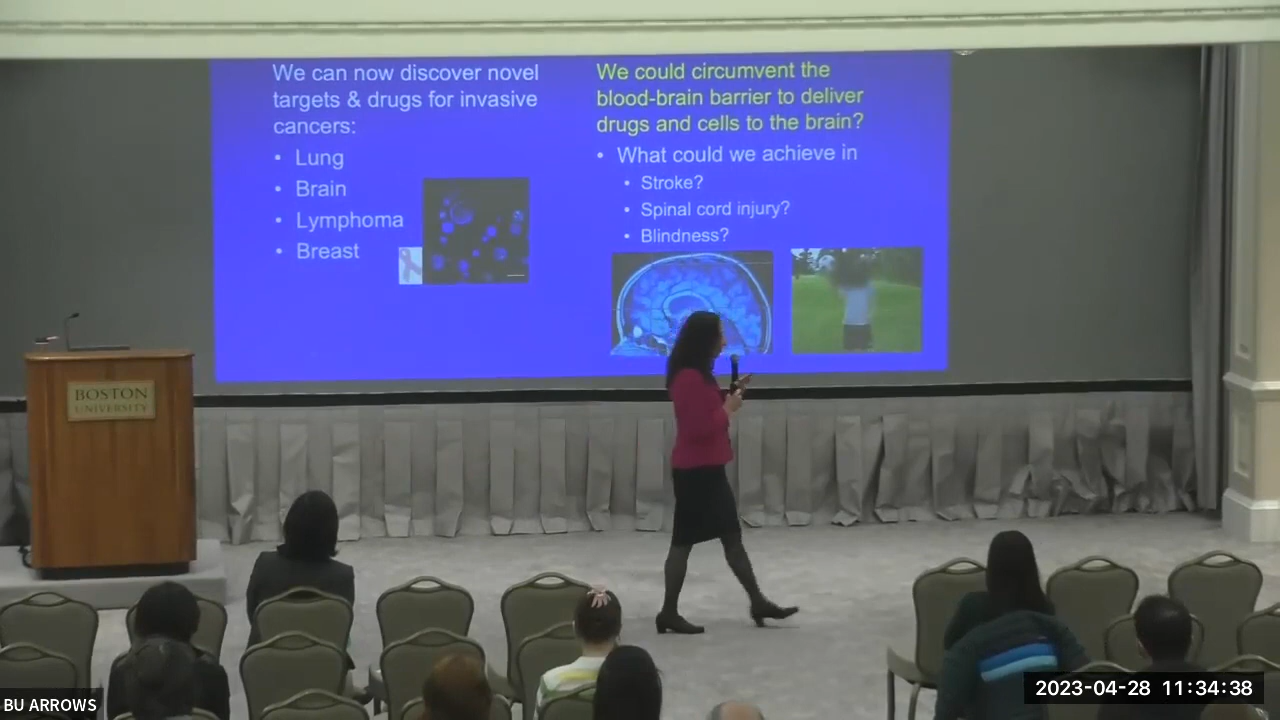 We can now discover novel
targets & drugs for invasive
cancers:
• Lung
• Brain
• Lymphoma
• Breast
We could circumvent the
blood-brain barrier to deliver
drugs and cells to the brain?
• What could we achieve in
• Stroke?
• Spinal cord injury?
• Blindness?
BOSTON
UNIVERSITY
BU ARROWS
2023-04-28 11:34:38